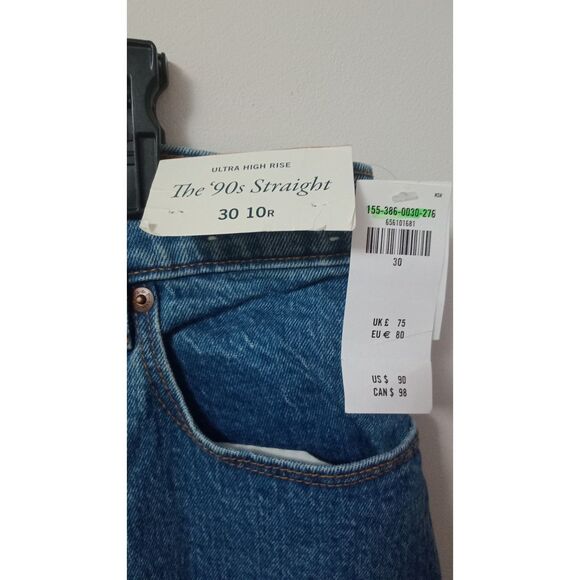 ULTRA HIGH RISE
The '90s Straight
30 10R
MSK
155-386-0030-276
656101681
30
UK £ 75
EU € 80
US $ 90
CAN $ 98